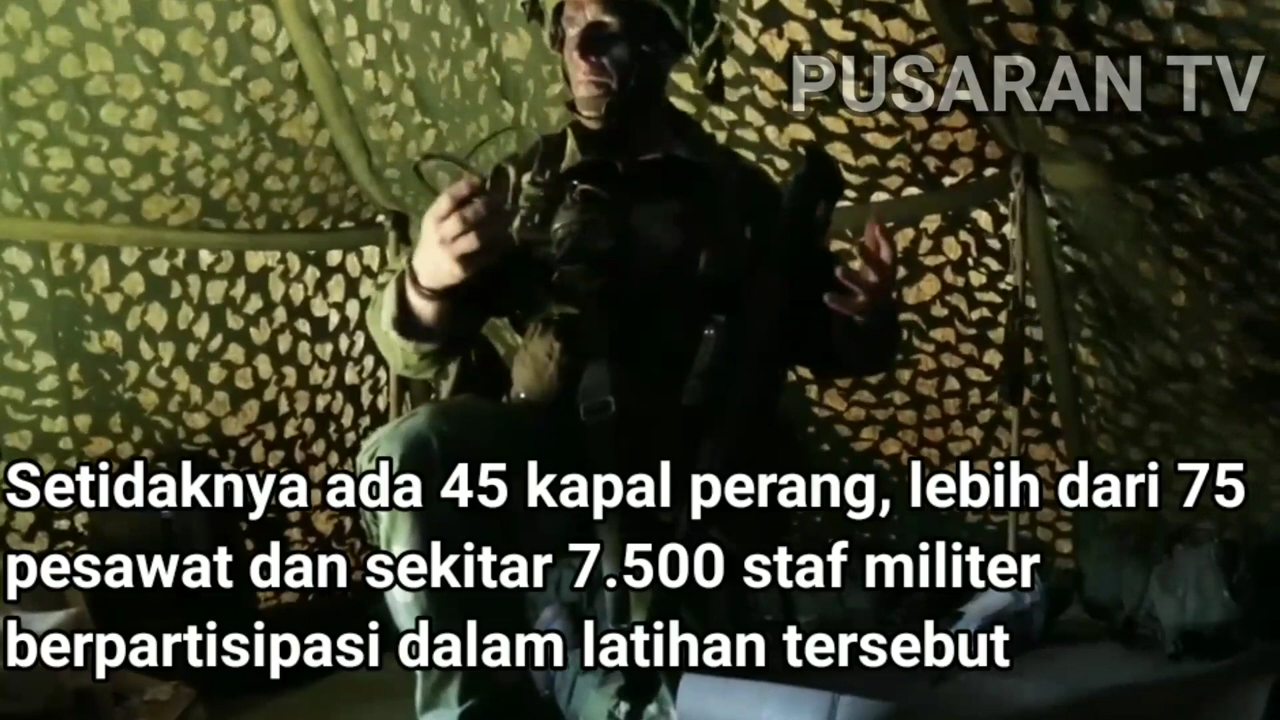 PUSARAN TV
Setidaknya ada 45 kapal perang, lebih dari 75
pesawat dan sekitar 7.500 staf militer
berpartisipasi dalam latihan tersebut